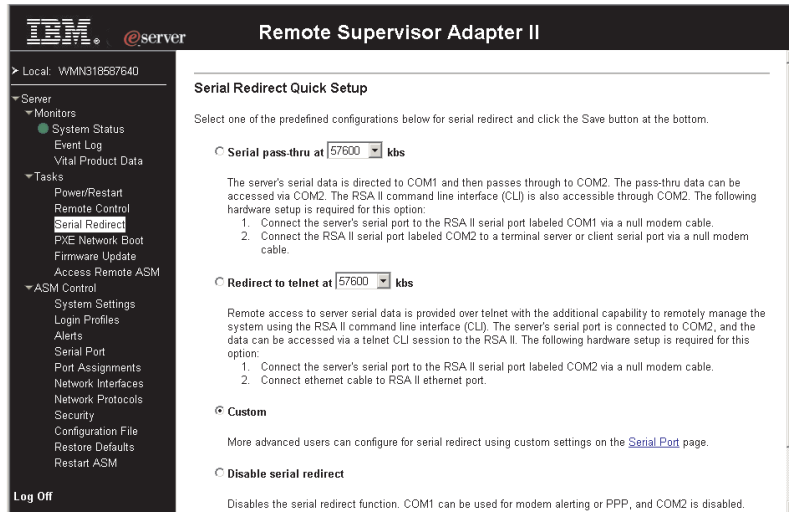 IBM. eserver Remote Supervisor Adapter II
Local: WMN318587640
Server
Monitors
System Status
Event Log
Vital Product Data
Tasks
Power/Restart
Remote Control
Serial Redirect
PXE Network Boot
Firmware Update
Access Remote ASM
ASM Control
System Settings
Login Profiles
Alerts
Serial Port
Port Assignments
Network Interfaces
Network Protocols
Security
Configuration File
Restore Defaults
Restart ASM
Log Off
Serial Redirect Quick Setup
Select one of the predefined configurations below for serial redirect and click the Save button at the bottom.
Serial pass-thru at 57600 kbs
The server's serial data is directed to COM1 and then passes through to COM2. The pass-thru data can be
accessed via COM2. The RSA II command line interface (CLI) is also accessible through COM2. The following
hardware setup is required for this option:
1. Connect the server's serial port to the RSA II serial port labeled COM1 via a null modem cable.
2. Connect the RSA II serial port labeled COM2 to a terminal server or client serial port via a null modem
cable.
Redirect to telnet at 57600 kbs
Remote access to server serial data is provided over telnet with the additional capability to remotely manage the
system using the RSA II command line interface (CLI). The server's serial port is connected to COM2, and the
data can be accessed via a telnet CLI session to the RSA II. The following hardware setup is required for this
option:
1. Connect the server's serial port to the RSA II serial port labeled COM2 via a null modem cable.
2. Connect ethernet cable to RSA II ethernet port.
Custom
More advanced users can configure for serial redirect using custom settings on the Serial Port page.
Disable serial redirect
Disables the serial redirect function. COM1 can be used for modem alerting or PPP, and COM2 is disabled.